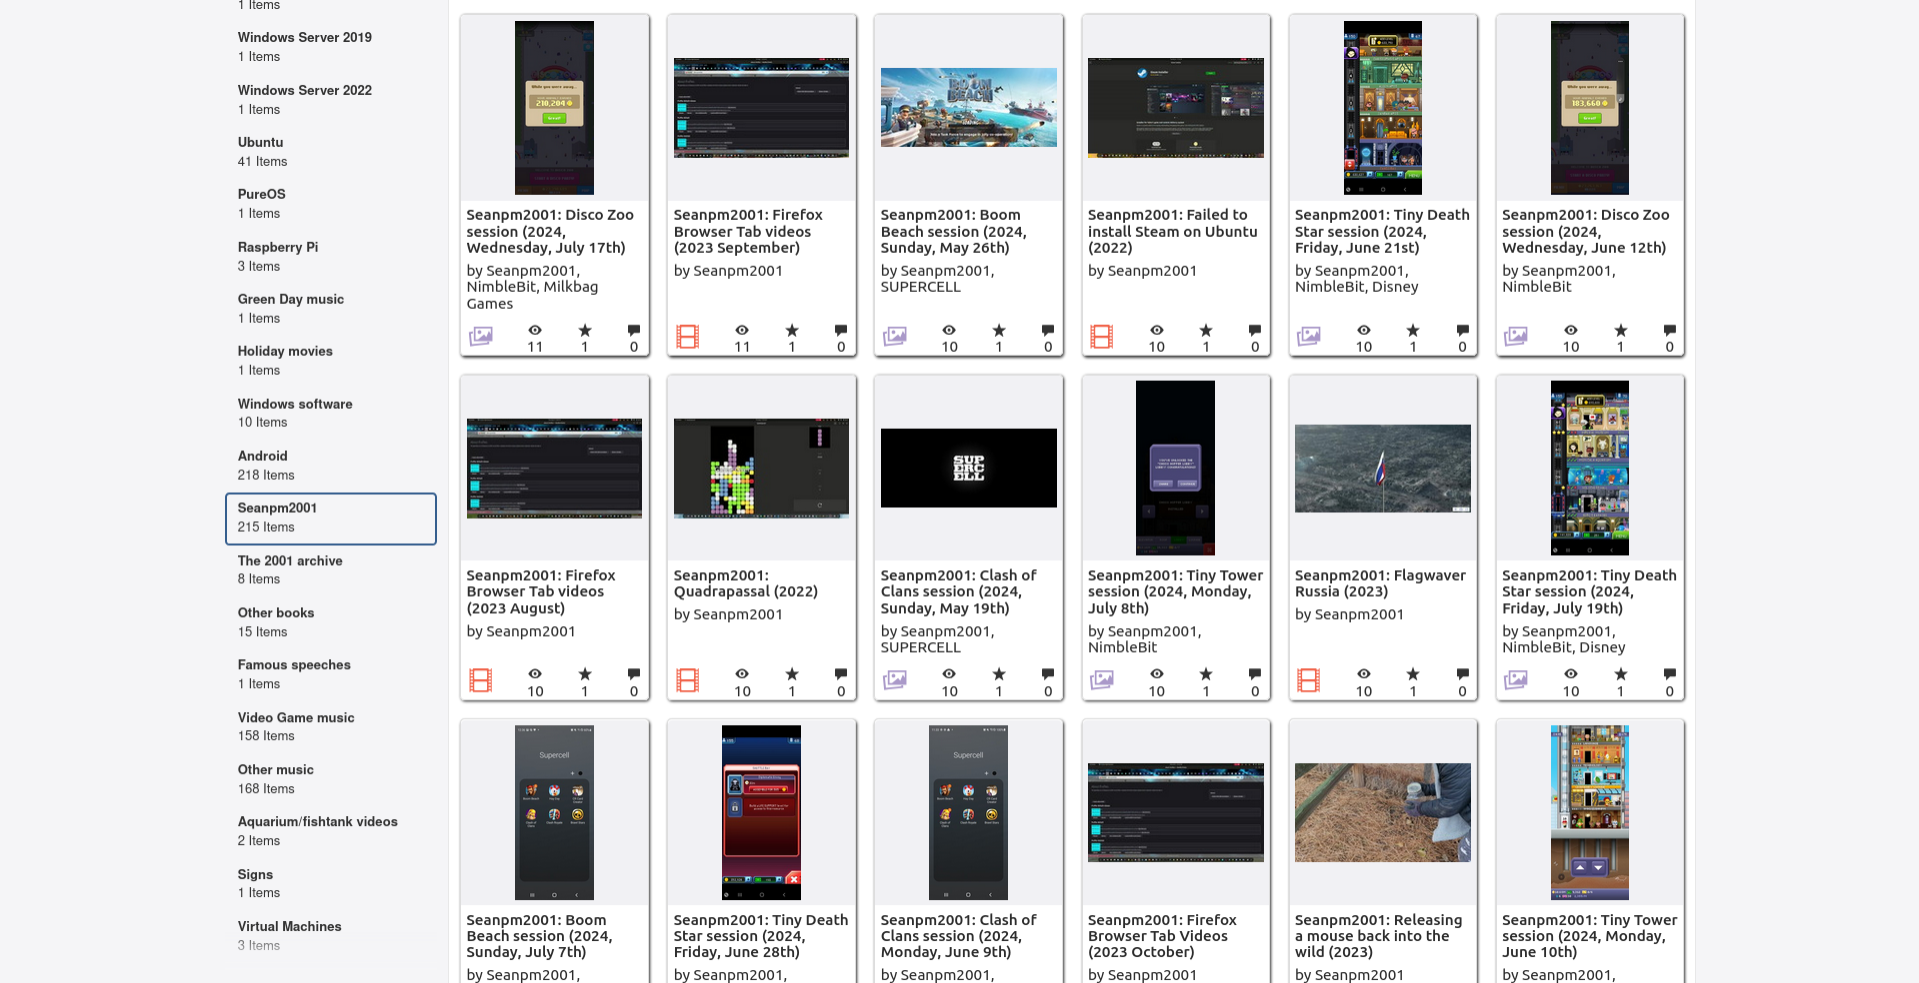 1 Items
Windows Server 2019
1 Items
Windows Server 2022
1 Items
Ubuntu
41 Items
PureOS
1 Items
Raspberry Pi
3 Items
Green Day music
1 Items
Holiday movies
1 Items
Windows software
10 Items
Android
218 Items
Seanpm2001
215 Items
The 2001 archive
8 Items
Other books
15 Items
Famous speeches
1 Items
Video Game music
158 Items
Other music
168 Items
Aquarium/fishtank videos
2 Items
Signs
1 Items
Virtual Machines
3 Items
While you were away...
210,204
BOOM
BEACH
183,660
Seanpm2001: Disco Zoo
session (2024,
Wednesday, July 17th)
by Seanpm2001,
NimbleBit, Milkbag
Games
11
1
0
Seanpm2001: Firefox
Browser Tab videos
(2023 September)
by Seanpm2001
11
1
0
Seanpm2001: Boom
Beach session (2024,
Sunday, May 26th)
by Seanpm2001,
SUPERCELL
10
1
0
Seanpm2001: Failed to
install Steam on Ubuntu
(2022)
by Seanpm2001
10
1
0
Seanpm2001: Tiny Death
Star session (2024,
Friday, June 21st)
by Seanpm2001,
NimbleBit, Disney
10
1
0
Seanpm2001: Disco Zoo
session (2024,
Wednesday, June 12th)
by Seanpm2001,
NimbleBit
10
1
0
SUP
ERC
ELL
Seanpm2001: Firefox
Browser Tab videos
(2023 August)
by Seanpm2001
10
1
0
Seanpm2001:
Quadrapassal (2022)
by Seanpm2001
10
1
0
Seanpm2001: Clash of
Clans session (2024,
Sunday, May 19th)
by Seanpm2001,
SUPERCELL
10
1
0
Seanpm2001: Tiny Tower
session (2024, Monday,
July 8th)
by Seanpm2001,
NimbleBit
10
1
0
Seanpm2001: Flagwaver
Russia (2023)
by Seanpm2001
10
1
0
Seanpm2001: Tiny Death
Star session (2024,
Friday, July 19th)
by Seanpm2001,
NimbleBit, Disney
10
1
0
Supercell
Supercell
Seanpm2001: Boom
Beach session (2024,
Sunday, July 7th)
by Seanpm2001,
Seanpm2001: Tiny Death
Star session (2024,
Friday, June 28th)
by Seanpm2001,
Seanpm2001: Clash of
Clans session (2024,
Monday, June 9th)
by Seanpm2001,
Seanpm2001: Firefox
Browser Tab Videos
(2023 October)
by Seanpm2001
Seanpm2001: Releasing
a mouse back into the
wild (2023)
by Seanpm2001
Seanpm2001: Tiny Tower
session (2024, Monday,
June 10th)
by Seanpm2001,